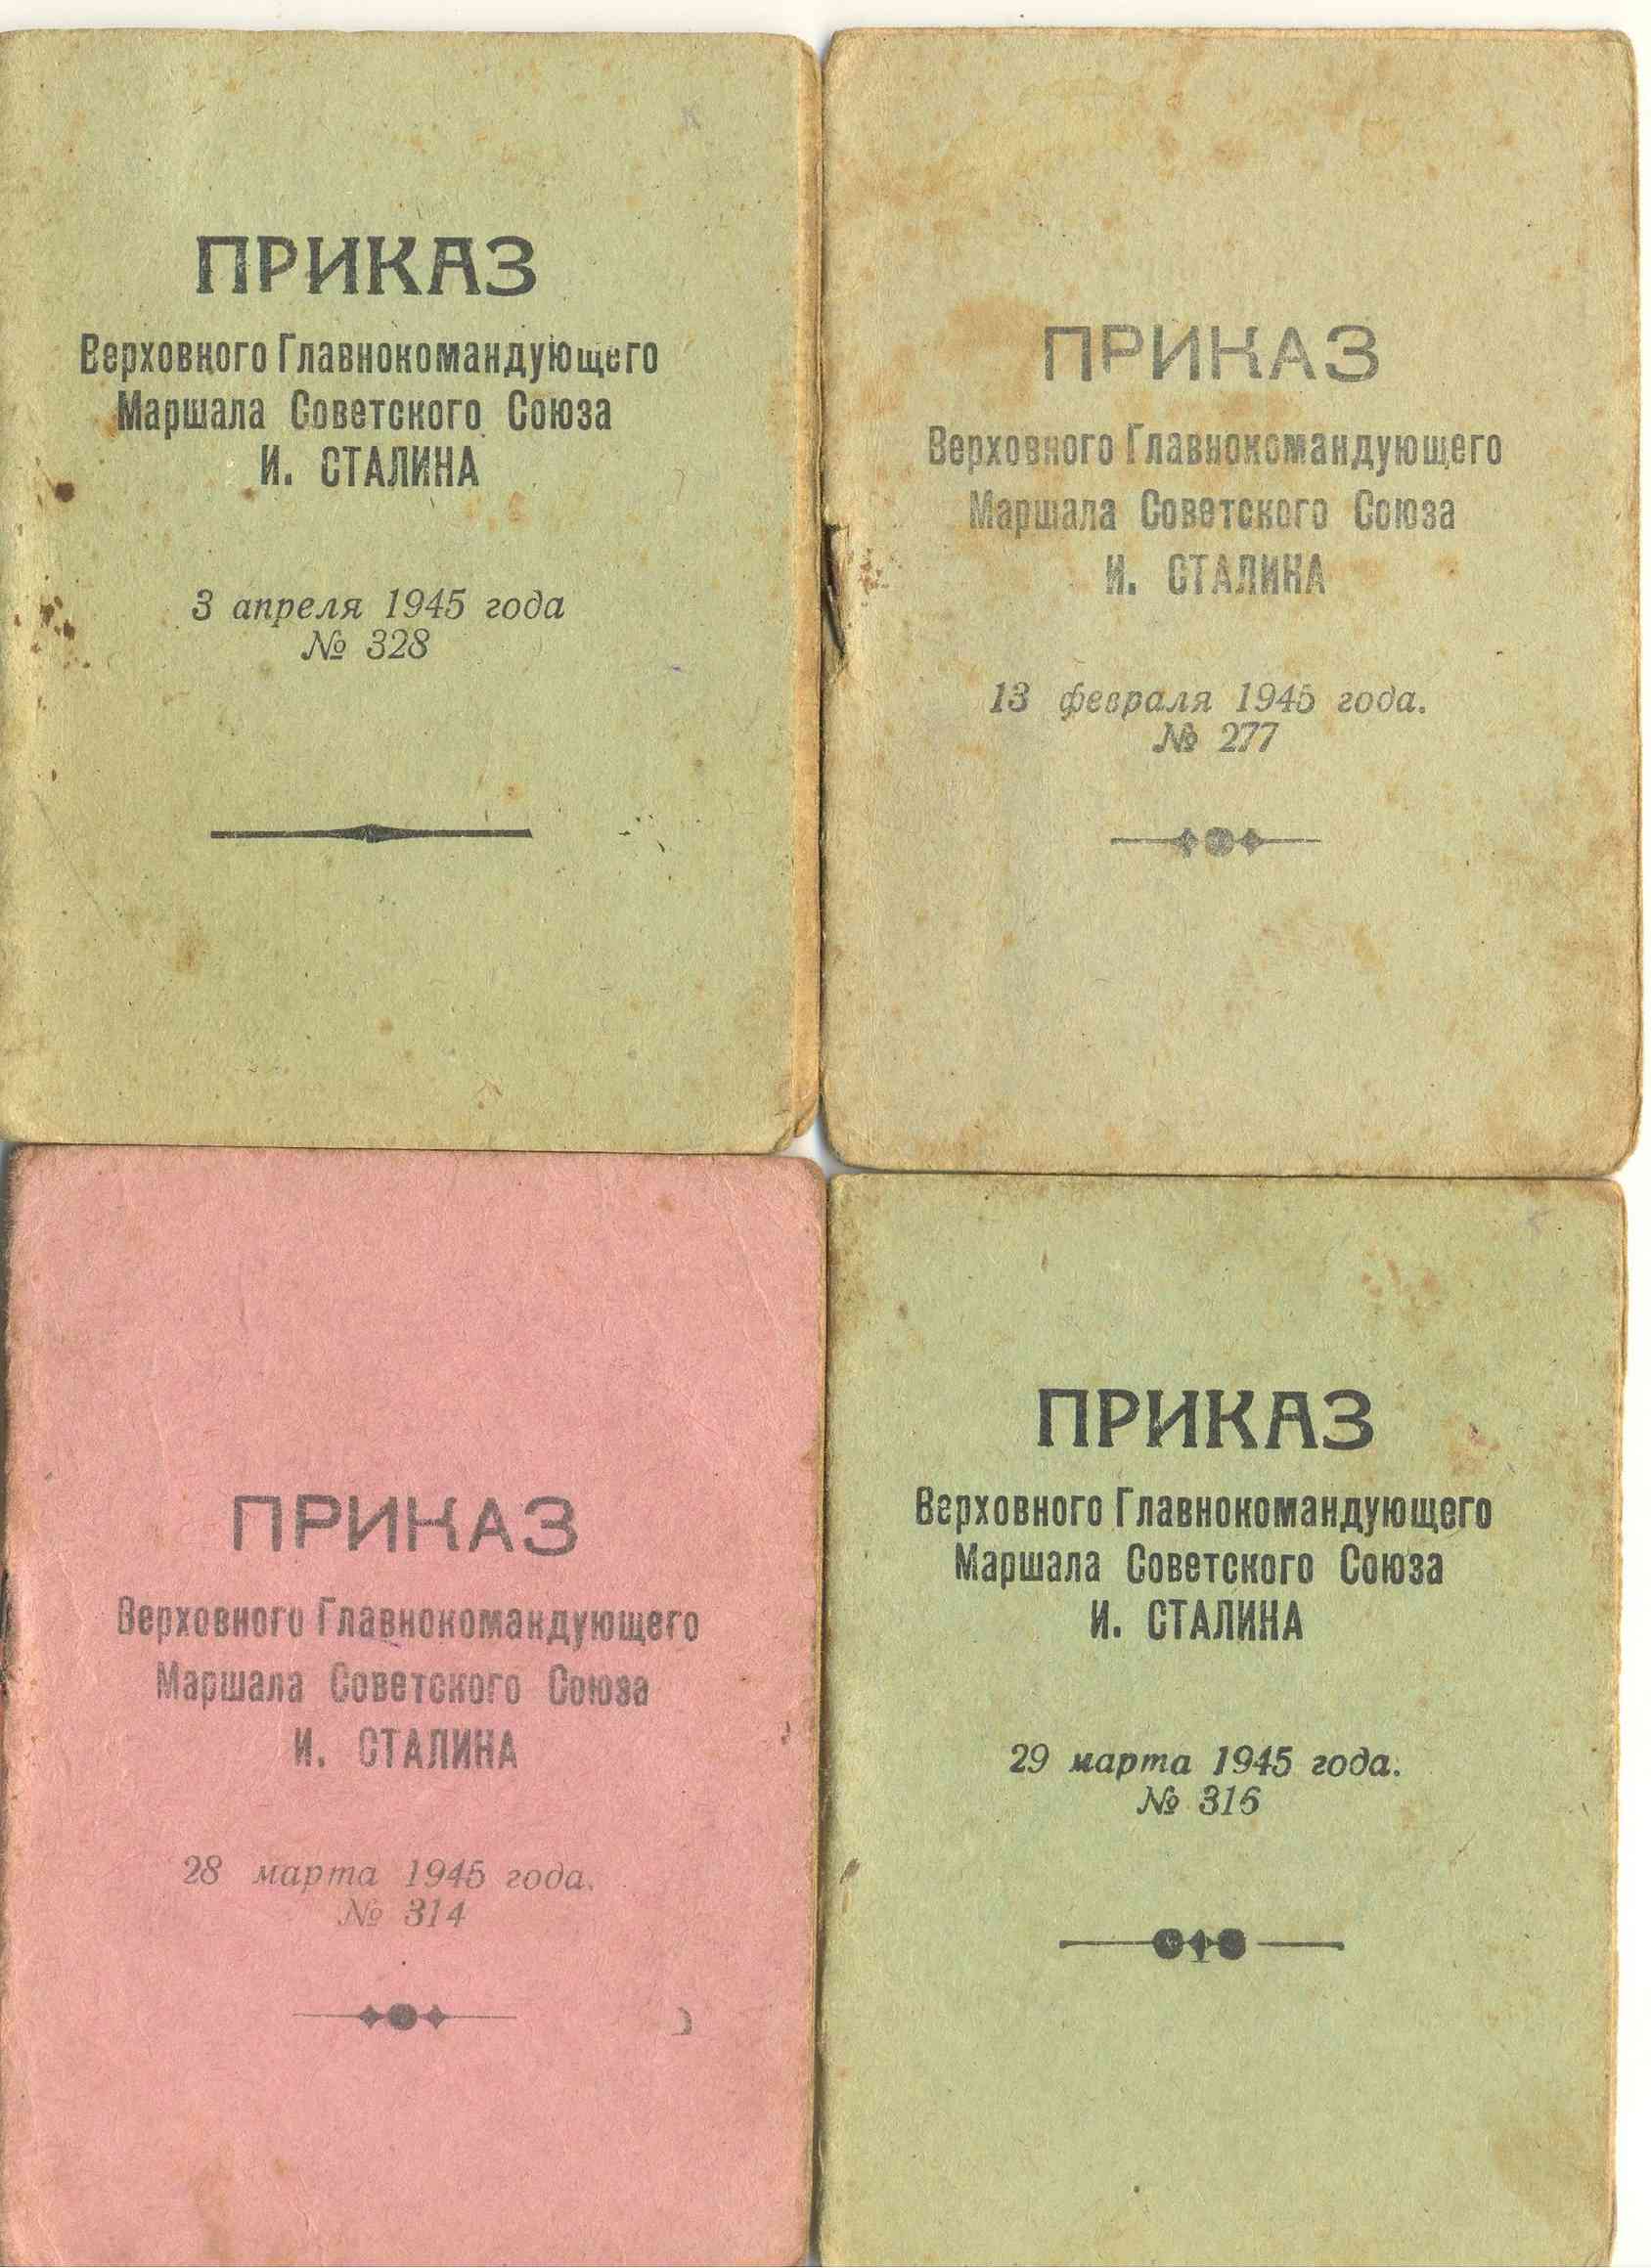 ПРИКАЗ
Верховного Главнокомандующего
Маршала Советского Союза
И. СТАЛИНА
3 апреля 1945 года
№ 328
ПРИКАЗ
Верховного Главнокомандующего
Маршала Советского Союза
И. СТАЛИНА
13 февраля 1945 года.
№ 277
ПРИКАЗ
Верховного Главнокомандующего
Маршала Советского Союза
И. СТАЛИНА
28 марта 1945 года.
№ 314
ПРИКАЗ
Верховного Главнокомандующего
Маршала Советского Союза
И. СТАЛИНА
29 марта 1945 года.
№ 316